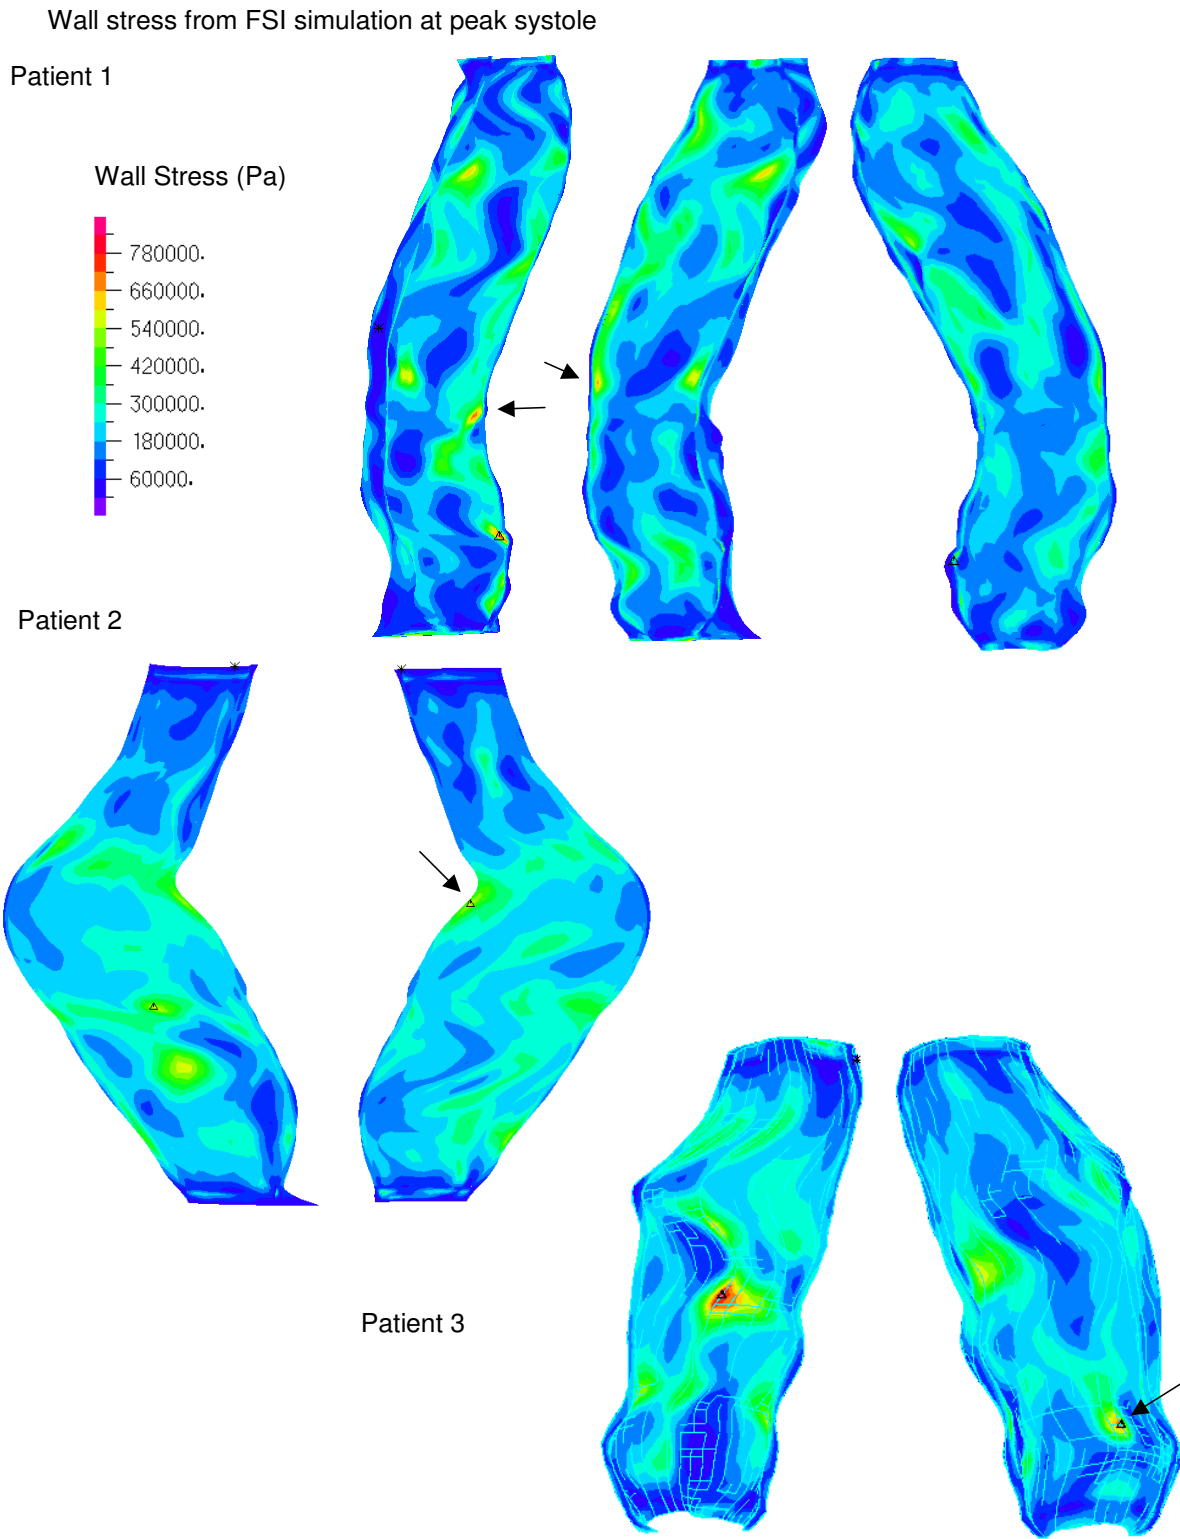 Wall stress from FSI simulation at peak systole
Patient 1
Wall Stress (Pa)
780000.
660000.
540000.
420000.
300000.
180000.
60000.
Patient 2
Patient 3